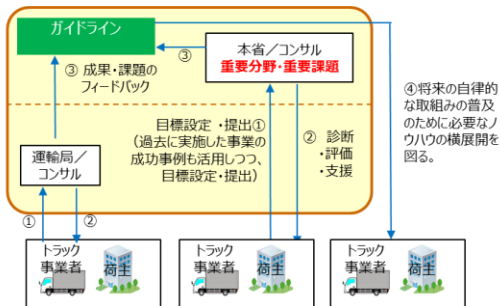 ガイドライン
本省／コンサル
重要分野・重要課題
③
③ 成果・課題の
フィードバック
④将来の自律的
な取組みの普及
のために必要なノ
ウハウの横展開を
図る。
目標設定・提出①
（過去に実施した事業の
成功事例も活用しつつ、
目標設定・提出）
② 診断
・評価
・支援
運輸局／
コンサル
①
②
トラック
事業者
荷主
トラック
事業者
荷主
トラック
事業者
荷主